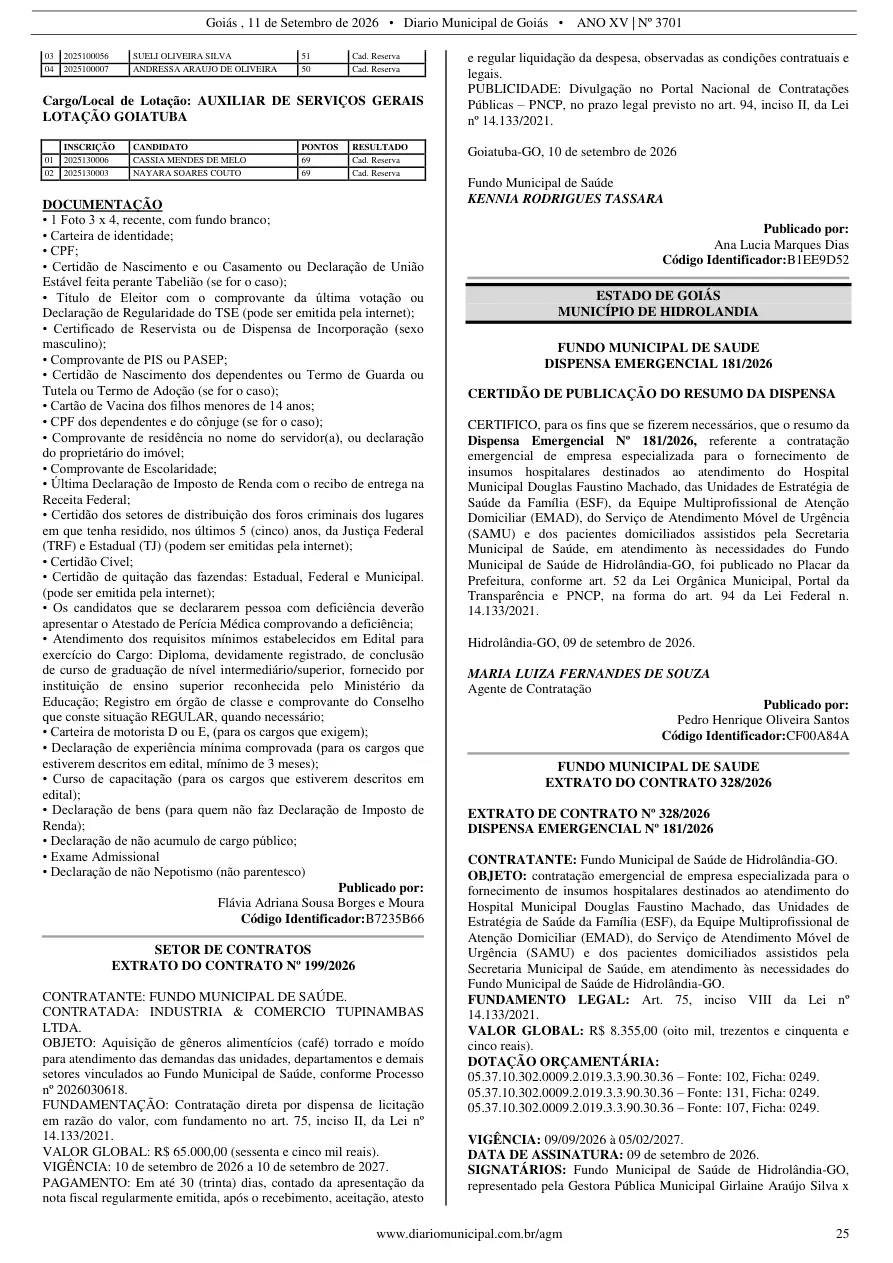 Goiás , 11 de Setembro de 2026 • Diario Municipal de Goiás • ANO XV | Nº 3701
03 2025100056 SUELI OLIVEIRA SILVA 51 Cad. Reserva
04 2025100007 ANDRESSA ARAUJO DE OLIVEIRA 50 Cad. Reserva
Cargo/Local de Lotação: AUXILIAR DE SERVIÇOS GERAIS
LOTAÇÃO GOIATUBA
INSCRIÇÃO CANDIDATO PONTOS RESULTADO
01 2025130006 CASSIA MENDES DE MELO 69 Cad. Reserva
02 2025130003 NAYARA SOARES COUTO 69 Cad. Reserva
DOCUMENTAÇÃO
• 1 Foto 3 x 4, recente, com fundo branco;
• Carteira de identidade;
• CPF;
• Certidão de Nascimento e ou Casamento ou Declaração de União
Estável feita perante Tabelião (se for o caso);
• Título de Eleitor com o comprovante da última votação ou
Declaração de Regularidade do TSE (pode ser emitida pela internet);
• Certificado de Reservista ou de Dispensa de Incorporação (sexo
masculino);
• Comprovante de PIS ou PASEP;
• Certidão de Nascimento dos dependentes ou Termo de Guarda ou
Tutela ou Termo de Adoção (se for o caso);
• Cartão de Vacina dos filhos menores de 14 anos;
• CPF dos dependentes e do cônjuge (se for o caso);
• Comprovante de residência no nome do servidor(a), ou declaração
do proprietário do imóvel;
• Comprovante de Escolaridade;
• Última Declaração de Imposto de Renda com o recibo de entrega na
Receita Federal;
• Certidão dos setores de distribuição dos foros criminais dos lugares
em que tenha residido, nos últimos 5 (cinco) anos, da Justiça Federal
(TRF) e Estadual (TJ) (podem ser emitidas pela internet);
• Certidão Cível;
• Certidão de quitação das fazendas: Estadual, Federal e Municipal.
(pode ser emitida pela internet);
• Os candidatos que se declararem pessoa com deficiência deverão
apresentar o Atestado de Perícia Médica comprovando a deficiência;
• Atendimento dos requisitos mínimos estabelecidos em Edital para
exercício do Cargo: Diploma, devidamente registrado, de conclusão
de curso de graduação de nível intermediário/superior, fornecido por
instituição de ensino superior reconhecida pelo Ministério da
Educação; Registro em órgão de classe e comprovante do Conselho
que conste situação REGULAR, quando necessário;
• Carteira de motorista D ou E, (para os cargos que exigem);
• Declaração de experiência mínima comprovada (para os cargos que
estiverem descritos em edital, mínimo de 3 meses);
• Curso de capacitação (para os cargos que estiverem descritos em
edital);
• Declaração de bens (para quem não faz Declaração de Imposto de
Renda);
• Declaração de não acumulo de cargo público;
• Exame Admissional
• Declaração de não Nepotismo (não parentesco)
Publicado por:
Flávia Adriana Sousa Borges e Moura
Código Identificador:B7235B66
SETOR DE CONTRATOS
EXTRATO DO CONTRATO Nº 199/2026
CONTRATANTE: FUNDO MUNICIPAL DE SAÚDE.
CONTRATADA: INDUSTRIA & COMERCIO TUPINAMBAS
LTDA.
OBJETO: Aquisição de gêneros alimentícios (café) torrado e moído
para atendimento das demandas das unidades, departamentos e demais
setores vinculados ao Fundo Municipal de Saúde, conforme Processo
nº 2026030618.
FUNDAMENTAÇÃO: Contratação direta por dispensa de licitação
em razão do valor, com fundamento no art. 75, inciso II, da Lei nº
14.133/2021.
VALOR GLOBAL: R$ 65.000,00 (sessenta e cinco mil reais).
VIGÊNCIA: 10 de setembro de 2026 a 10 de setembro de 2027.
PAGAMENTO: Em até 30 (trinta) dias, contado da apresentação da
nota fiscal regularmente emitida, após o recebimento, aceitação, atesto
e regular liquidação da despesa, observadas as condições contratuais e
legais.
PUBLICIDADE: Divulgação no Portal Nacional de Contratações
Públicas – PNCP, no prazo legal previsto no art. 94, inciso II, da Lei
nº 14.133/2021.
Goiatuba-GO, 10 de setembro de 2026
Fundo Municipal de Saúde
KENNIA RODRIGUES TASSARA
Publicado por:
Ana Lucia Marques Dias
Código Identificador:B1EE9D52
ESTADO DE GOIÁS
MUNICÍPIO DE HIDROLANDIA
FUNDO MUNICIPAL DE SAUDE
DISPENSA EMERGENCIAL 181/2026
CERTIDÃO DE PUBLICAÇÃO DO RESUMO DA DISPENSA
CERTIFICO, para os fins que se fizerem necessários, que o resumo da
Dispensa Emergencial Nº 181/2026, referente a contratação
emergencial de empresa especializada para o fornecimento de
insumos hospitalares destinados ao atendimento do Hospital
Municipal Douglas Faustino Machado, das Unidades de Estratégia de
Saúde da Família (ESF), da Equipe Multiprofissional de Atenção
Domiciliar (EMAD), do Serviço de Atendimento Móvel de Urgência
(SAMU) e dos pacientes domiciliados assistidos pela Secretaria
Municipal de Saúde, em atendimento às necessidades do Fundo
Municipal de Saúde de Hidrolândia-GO, foi publicado no Placar da
Prefeitura, conforme art. 52 da Lei Orgânica Municipal, Portal da
Transparência e PNCP, na forma do art. 94 da Lei Federal n.
14.133/2021.
Hidrolândia-GO, 09 de setembro de 2026.
MARIA LUIZA FERNANDES DE SOUZA
Agente de Contratação
Publicado por:
Pedro Henrique Oliveira Santos
Código Identificador:CF00A84A
FUNDO MUNICIPAL DE SAUDE
EXTRATO DO CONTRATO 328/2026
EXTRATO DE CONTRATO Nº 328/2026
DISPENSA EMERGENCIAL Nº 181/2026
CONTRATANTE: Fundo Municipal de Saúde de Hidrolândia-GO.
OBJETO: contratação emergencial de empresa especializada para o
fornecimento de insumos hospitalares destinados ao atendimento do
Hospital Municipal Douglas Faustino Machado, das Unidades de
Estratégia de Saúde da Família (ESF), da Equipe Multiprofissional de
Atenção Domiciliar (EMAD), do Serviço de Atendimento Móvel de
Urgência (SAMU) e dos pacientes domiciliados assistidos pela
Secretaria Municipal de Saúde, em atendimento às necessidades do
Fundo Municipal de Saúde de Hidrolândia-GO.
FUNDAMENTO LEGAL: Art. 75, inciso VIII da Lei nº
14.133/2021.
VALOR GLOBAL: R$ 8.355,00 (oito mil, trezentos e cinquenta e
cinco reais).
DOTAÇÃO ORÇAMENTÁRIA:
05.37.10.302.0009.2.019.3.3.90.30.36 – Fonte: 102, Ficha: 0249.
05.37.10.302.0009.2.019.3.3.90.30.36 – Fonte: 131, Ficha: 0249.
05.37.10.302.0009.2.019.3.3.90.30.36 – Fonte: 107, Ficha: 0249.
VIGÊNCIA: 09/09/2026 à 05/02/2027.
DATA DE ASSINATURA: 09 de setembro de 2026.
SIGNATÁRIOS: Fundo Municipal de Saúde de Hidrolândia-GO,
representado pela Gestora Pública Municipal Girlaine Araújo Silva x
www.diariomunicipal.com.br/agm 25